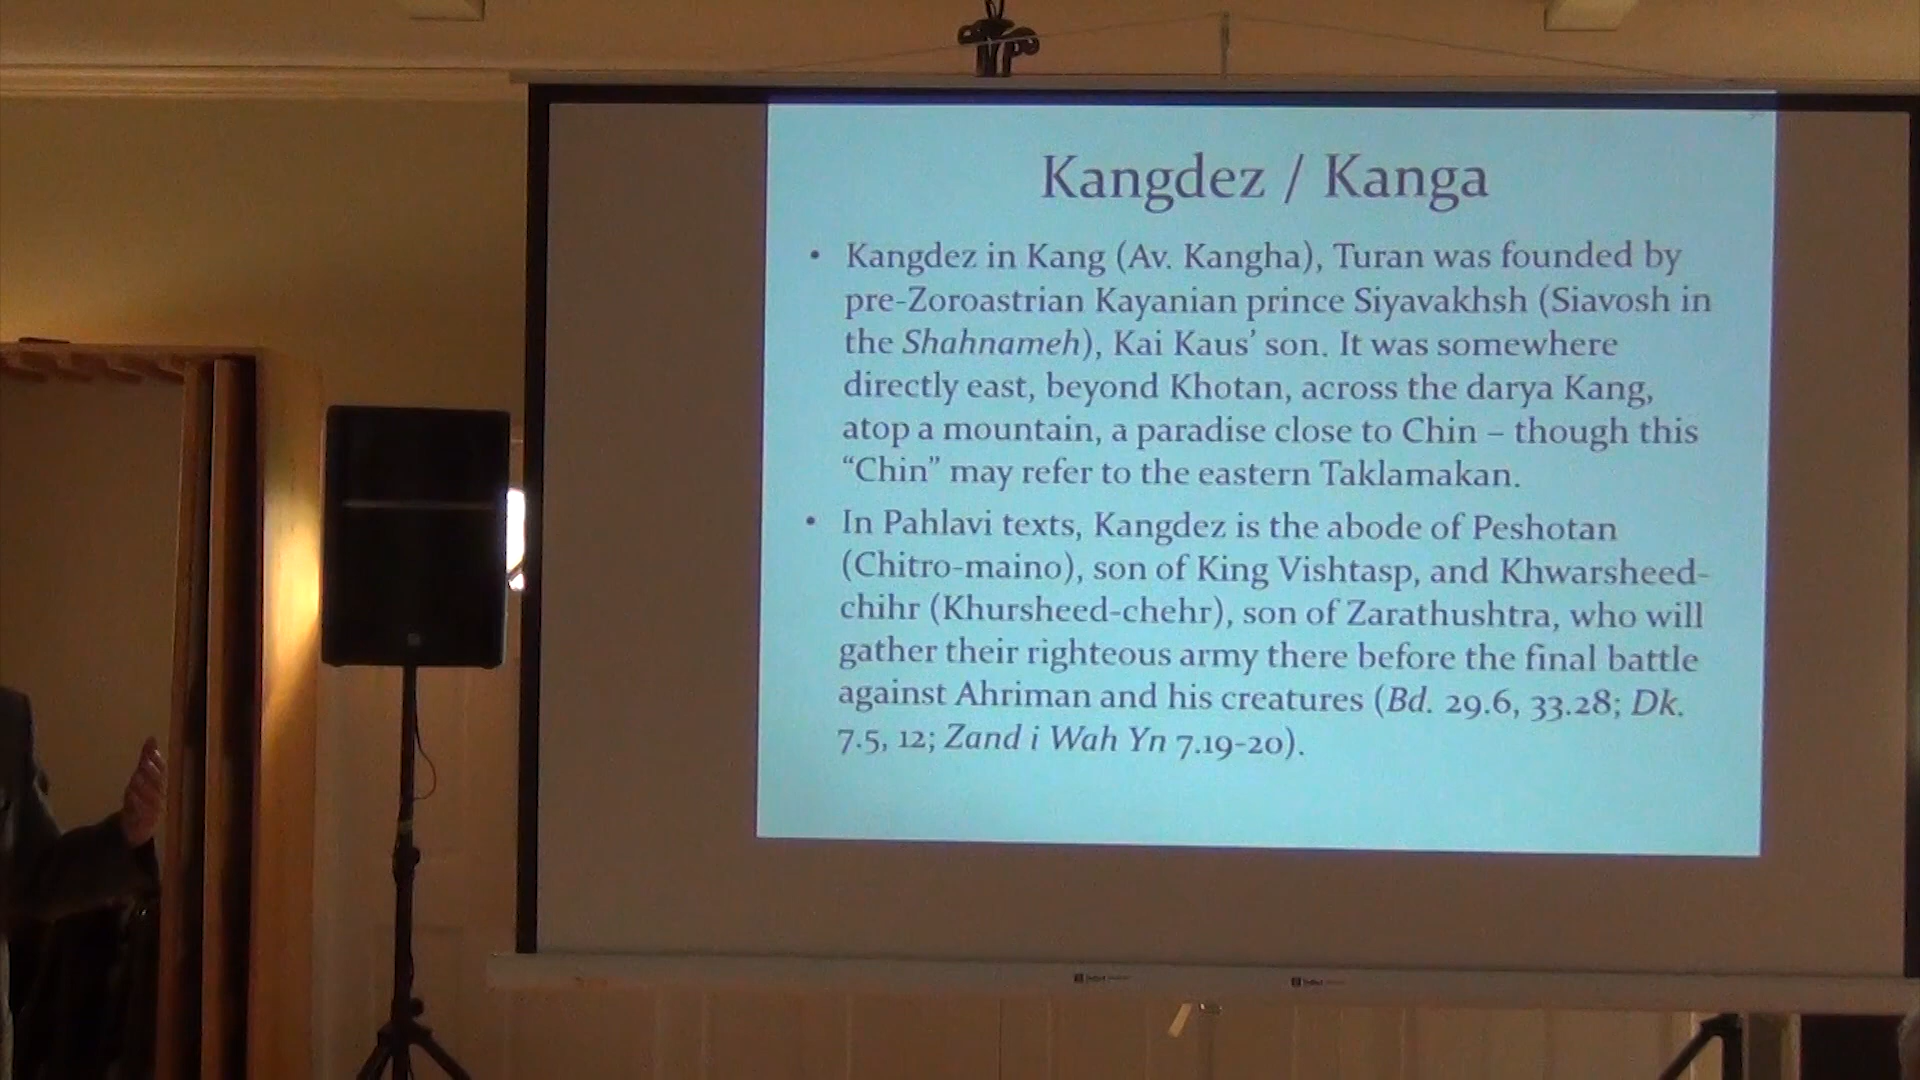 Kangdez / Kanga
• Kangdez in Kang (Av. Kangha), Turan was founded by
pre-Zoroastrian Kayanian prince Siyavakhsh (Siavosh in
the Shahnameh), Kai Kaus’ son. It was somewhere
directly east, beyond Khotan, across the darya Kang,
atop a mountain, a paradise close to Chin – though this
“Chin” may refer to the eastern Taklamakan.
• In Pahlavi texts, Kangdez is the abode of Peshotan
(Chitro-maino), son of King Vishtasp, and Khwarsheed-
chihr (Khursheed-chehr), son of Zarathushtra, who will
gather their righteous army there before the final battle
against Ahriman and his creatures (Bd. 29.6, 33.28; Dk.
7.5, 12; Zand i Wah Yn 7.19-20).